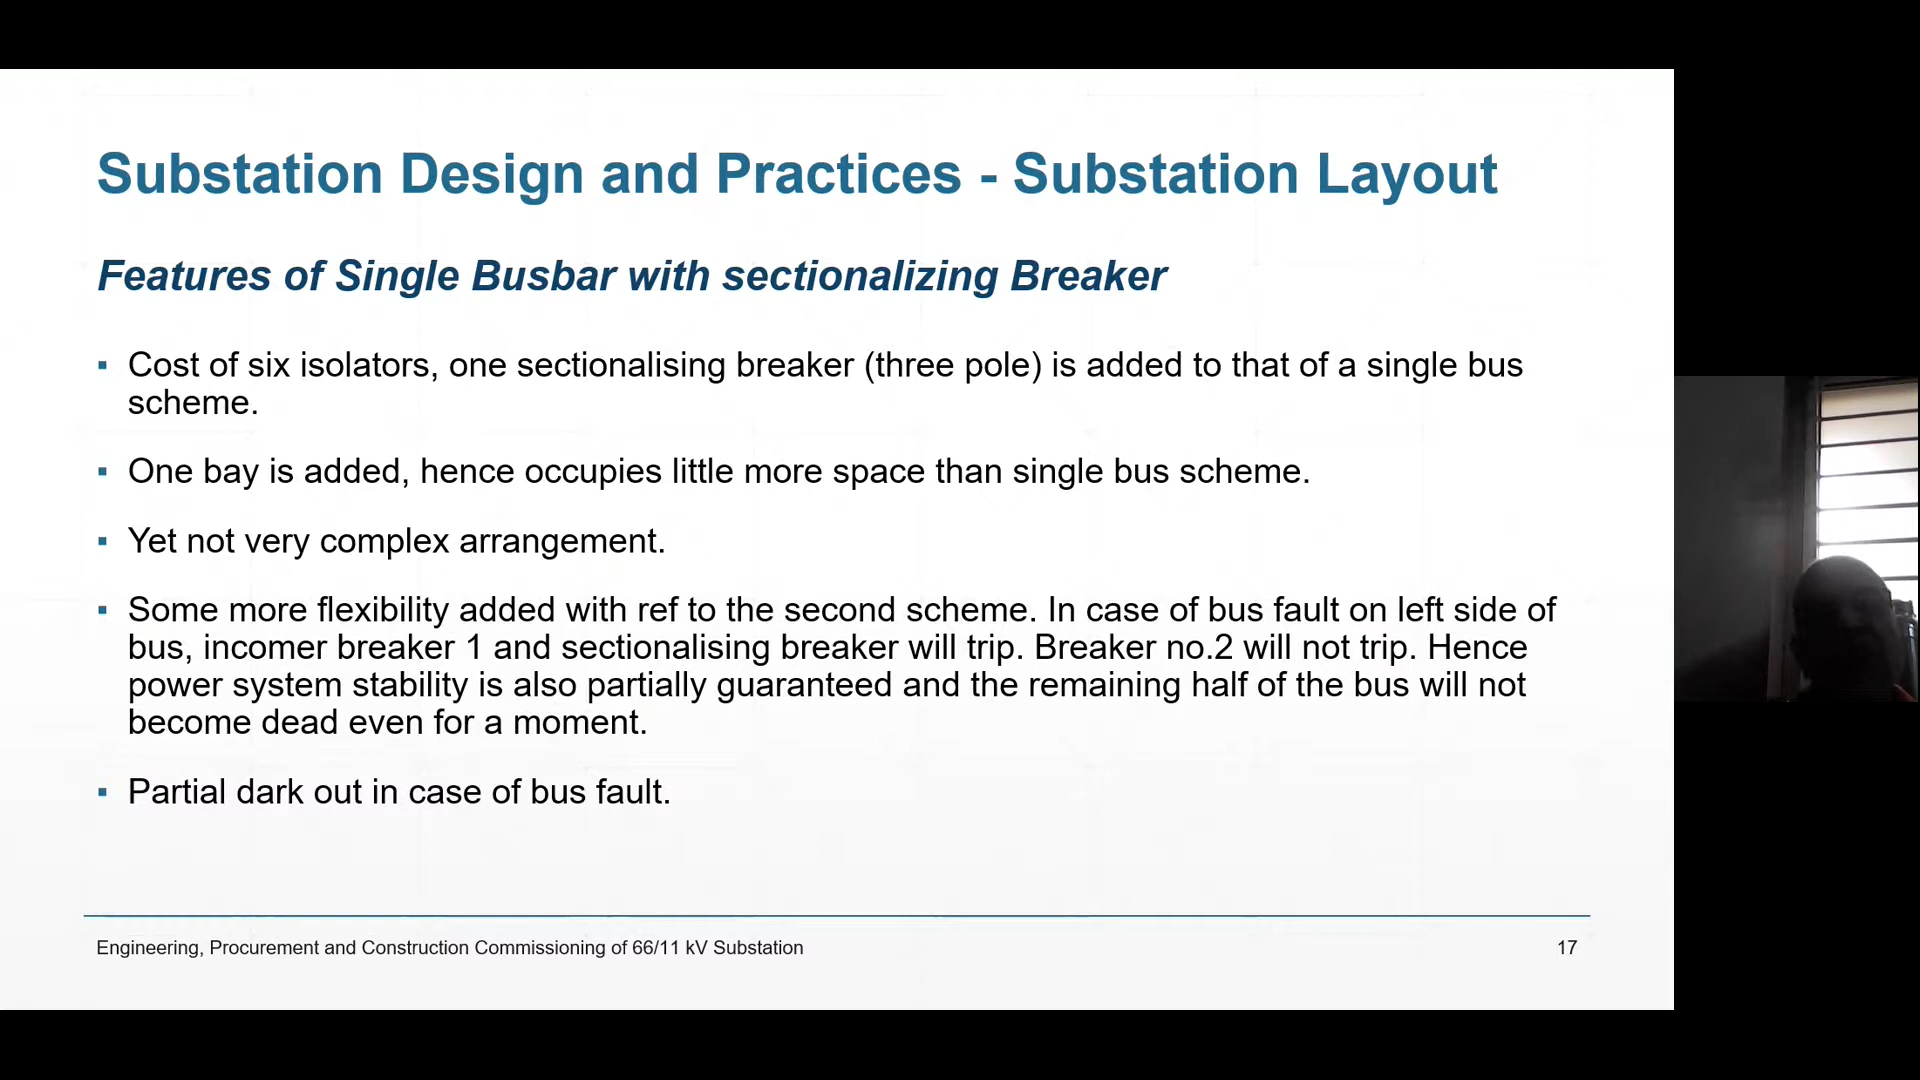 Substation Design and Practices - Substation Layout
Features of Single Busbar with sectionalizing Breaker
▪ Cost of six isolators, one sectionalising breaker (three pole) is added to that of a single bus
scheme.
▪ One bay is added, hence occupies little more space than single bus scheme.
▪ Yet not very complex arrangement.
▪ Some more flexibility added with ref to the second scheme. In case of bus fault on left side of
bus, incomer breaker 1 and sectionalising breaker will trip. Breaker no.2 will not trip. Hence
power system stability is also partially guaranteed and the remaining half of the bus will not
become dead even for a moment.
▪ Partial dark out in case of bus fault.
Engineering, Procurement and Construction Commissioning of 66/11 kV Substation
17